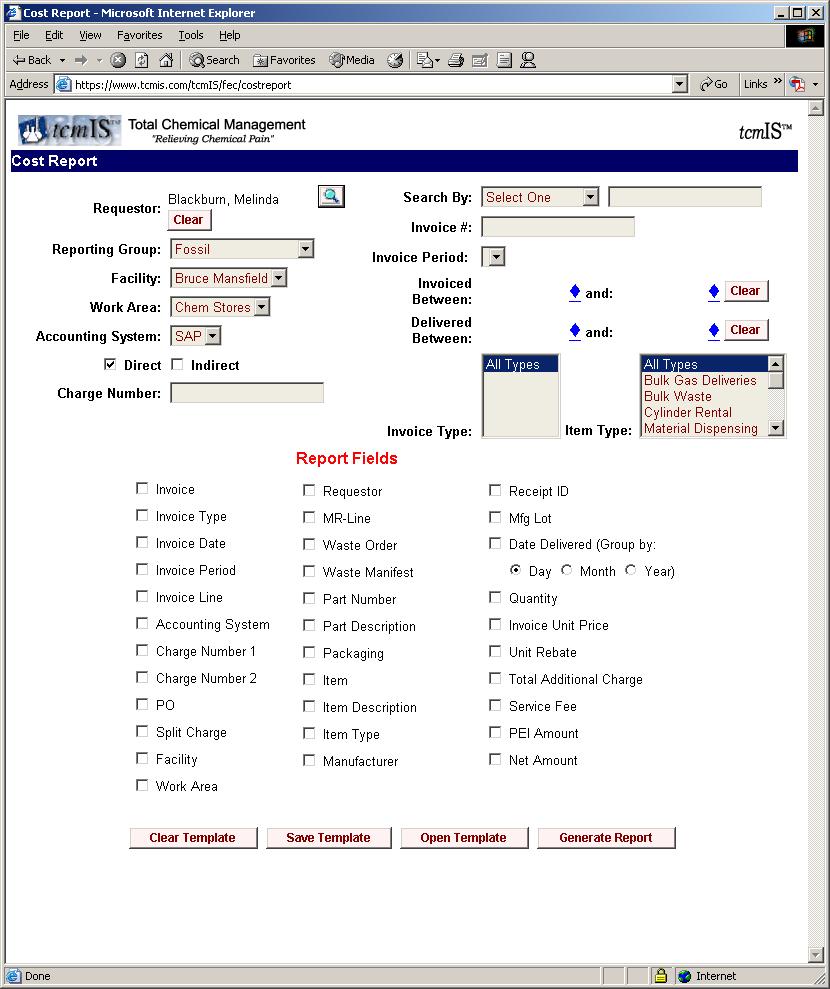 Cost Report - Microsoft Internet Explorer
File Edit View Favorites Tools Help
Back Search Favorites Media
Address https://www.tcmis.com/tcmIS/fec/costreport Go Links »
tcmIS™ Total Chemical Management
"Relieving Chemical Pain"
tcmIS™
Cost Report
Requestor: Blackburn, Melinda
Clear
Reporting Group: Fossil
Facility: Bruce Mansfield
Work Area: Chem Stores
Accounting System: SAP
Direct Indirect
Charge Number:
Search By: Select One
Invoice #:
Invoice Period:
Invoiced
Between: and: Clear
Delivered
Between: and: Clear
Invoice Type: All Types
Item Type: All Types
Bulk Gas Deliveries
Bulk Waste
Cylinder Rental
Material Dispensing
Report Fields
Invoice
Invoice Type
Invoice Date
Invoice Period
Invoice Line
Accounting System
Charge Number 1
Charge Number 2
PO
Split Charge
Facility
Work Area
Requestor
MR-Line
Waste Order
Waste Manifest
Part Number
Part Description
Packaging
Item
Item Description
Item Type
Manufacturer
Receipt ID
Mfg Lot
Date Delivered (Group by:
Day Month Year)
Quantity
Invoice Unit Price
Unit Rebate
Total Additional Charge
Service Fee
PEI Amount
Net Amount
Clear Template Save Template Open Template Generate Report
Done Internet